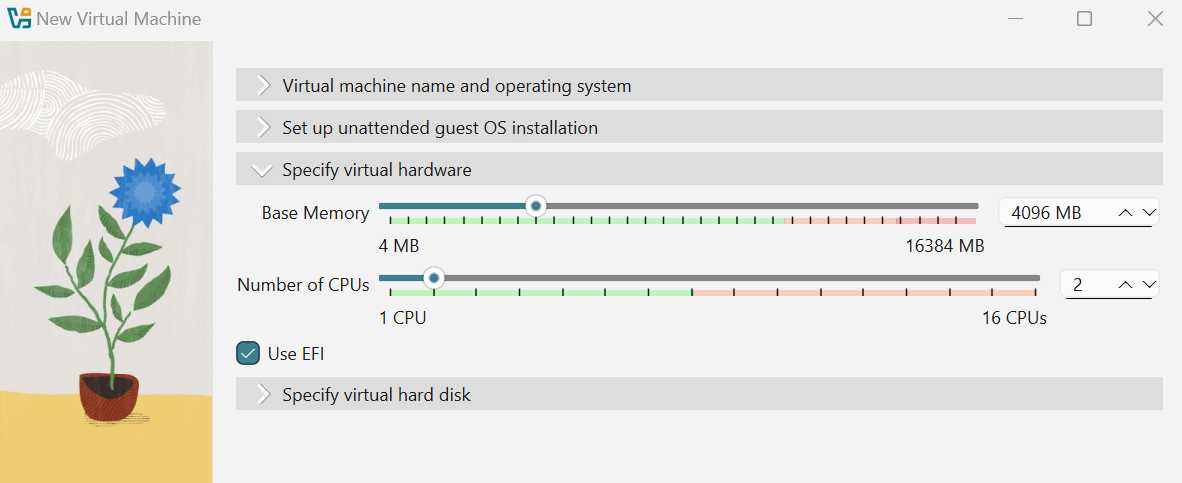 New Virtual Machine
Virtual machine name and operating system
Set up unattended guest OS installation
Specify virtual hardware
Base Memory 4096 MB
4 MB 16384 MB
Number of CPUs 2
1 CPU 16 CPUs
Use EFI
Specify virtual hard disk